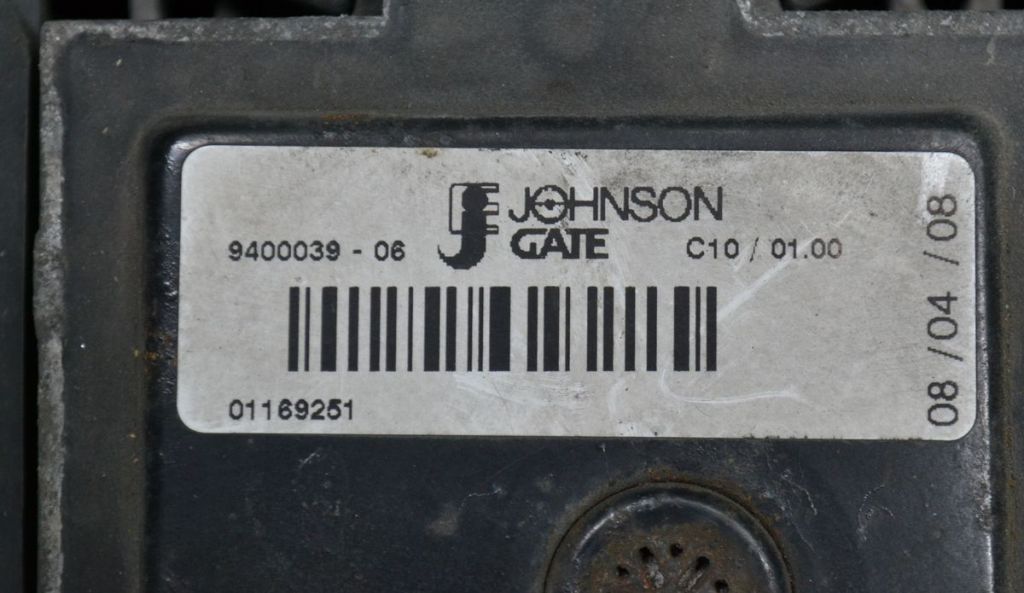 JOHNSON
9400039 - 06 GATE C10 / 01.00
01169251
08 / 04 / 08